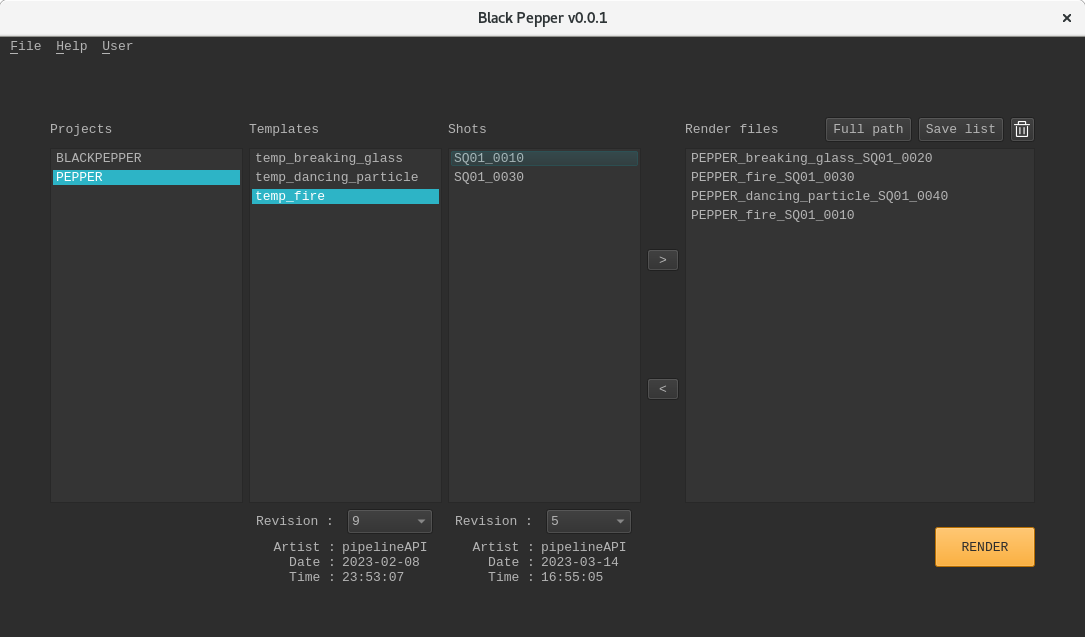 Black Pepper v0.0.1
File Help User
Projects
Templates
Shots
Render files
Full path
Save list
BLACKPEPPER
PEPPER
temp_breaking_glass
temp_dancing_particle
temp_fire
SQ01_0010
SQ01_0030
>
<
PEPPER_breaking_glass_SQ01_0020
PEPPER_fire_SQ01_0030
PEPPER_dancing_particle_SQ01_0040
PEPPER_fire_SQ01_0010
Revision : 9
Artist : pipelineAPI
Date : 2023-02-08
Time : 23:53:07
Revision : 5
Artist : pipelineAPI
Date : 2023-03-14
Time : 16:55:05
RENDER